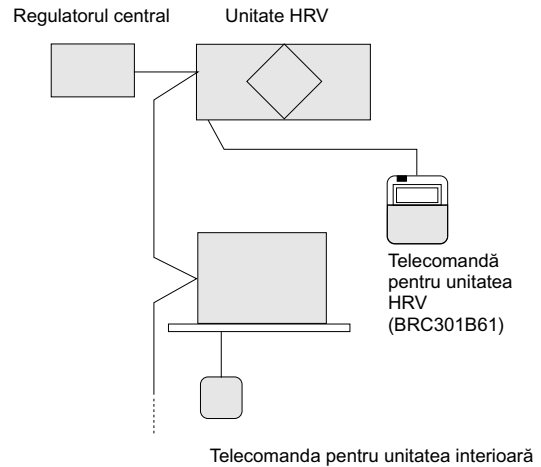 Regulatorul central
Unitate HRV
Telecomandă
pentru unitatea
HRV
(BRC301B61)
Telecomanda pentru unitatea interioară